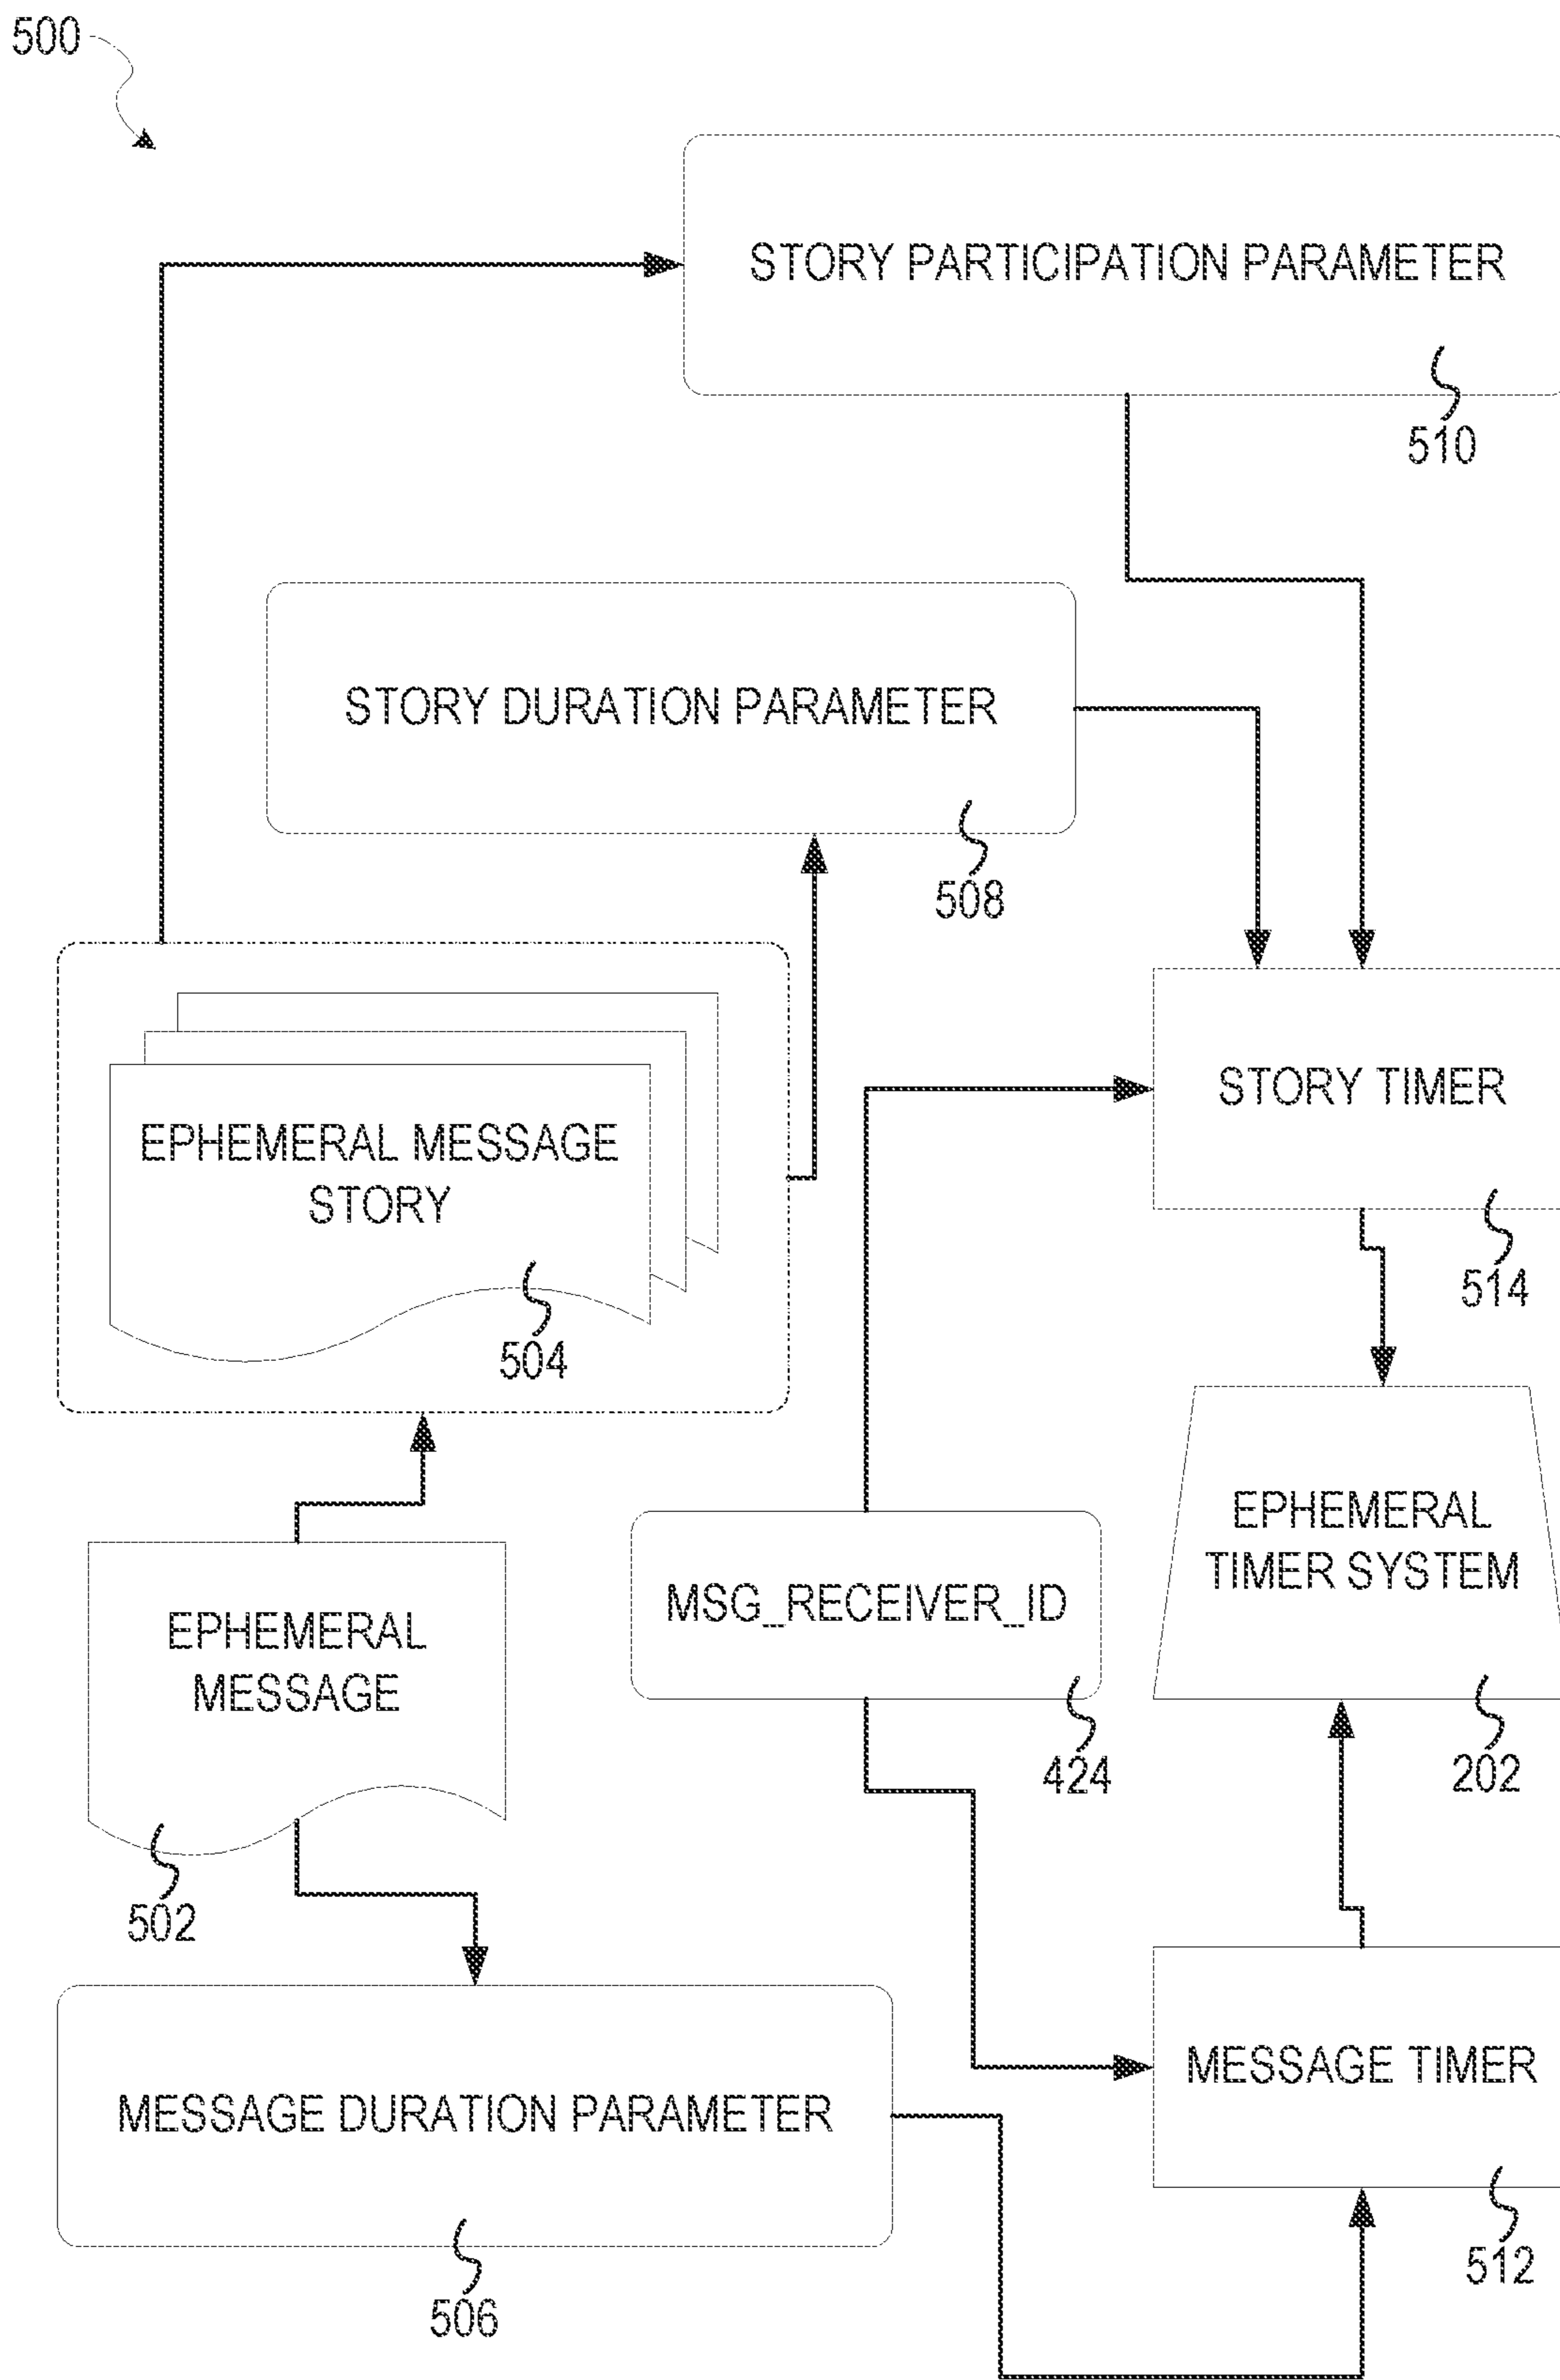 500
STORY PARTICIPATION PARAMETER
510
STORY DURATION PARAMETER
508
EPHEMERAL MESSAGE
STORY
504
STORY TIMER
514
EPHEMERAL
TIMER SYSTEM
202
MSG_RECEIVER_ID
424
EPHEMERAL
MESSAGE
502
MESSAGE DURATION PARAMETER
506
MESSAGE TIMER
512